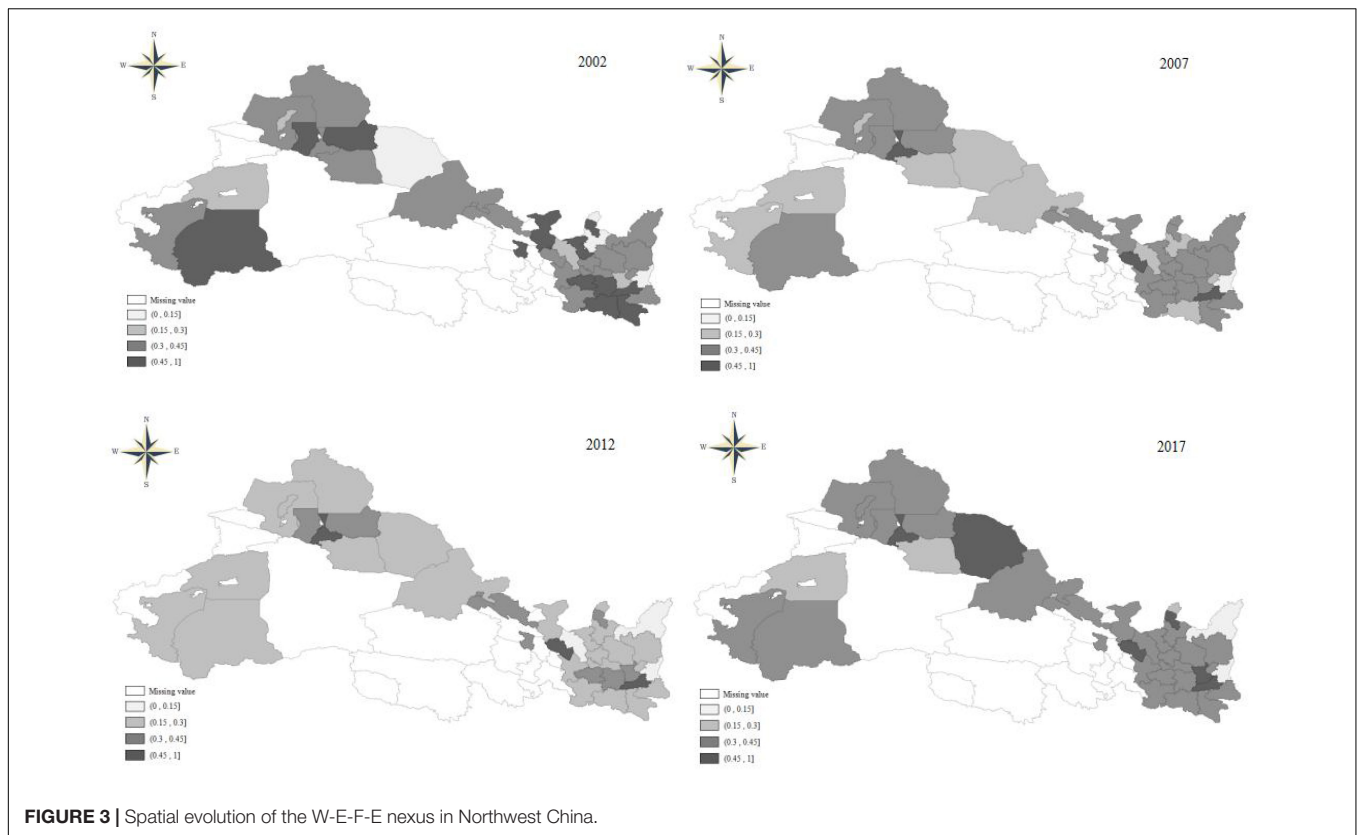 N
W E
S
2002
Missing value
(0 , 0.15]
(0.15 , 0.3]
(0.3 , 0.45]
(0.45 , 1]
N
W E
S
2007
Missing value
(0 , 0.15]
(0.15 , 0.3]
(0.3 , 0.45]
(0.45 , 1]
N
W E
S
2012
Missing value
(0 , 0.15]
(0.15 , 0.3]
(0.3 , 0.45]
(0.45 , 1]
N
W E
S
2017
Missing value
(0 , 0.15]
(0.15 , 0.3]
(0.3 , 0.45]
(0.45 , 1]
FIGURE 3 | Spatial evolution of the W-E-F-E nexus in Northwest China.